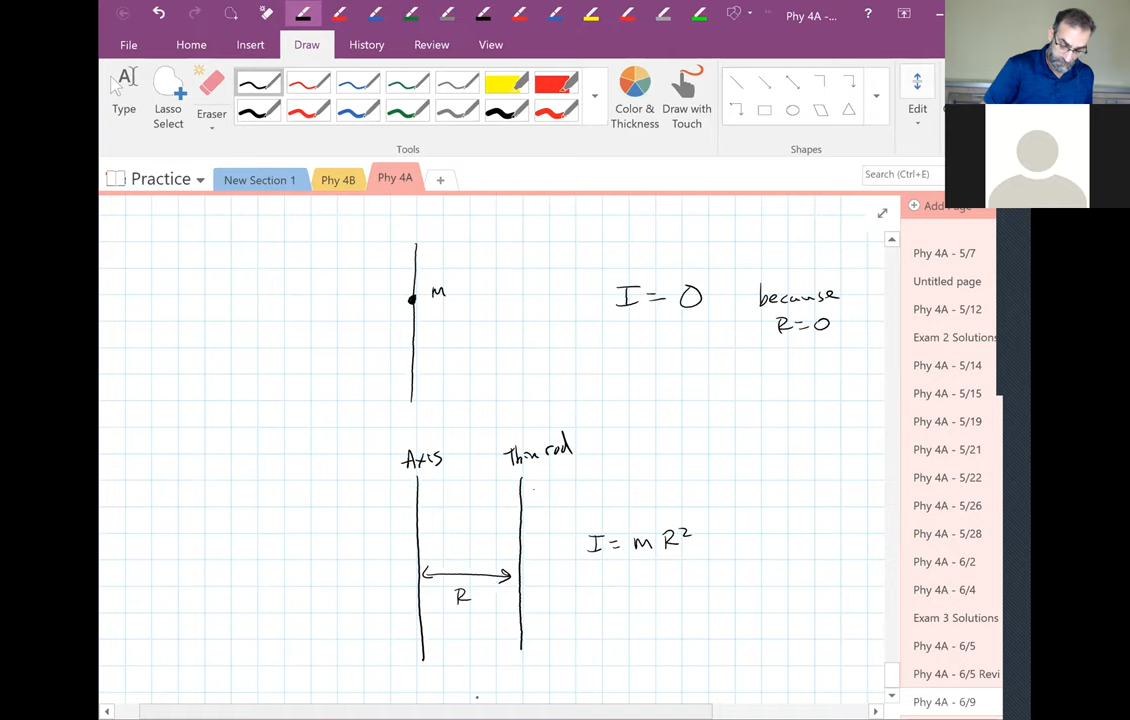 Phy 4A -...
?
File
Home
Insert
Draw
History
Review
View
Type
Lasso
Select
Eraser
Color &
Thickness
Draw with
Touch
Edit
Tools
Shapes
Practice
New Section 1
Phy 4B
Phy 4A
+
Search (Ctrl+E)
Add Page
Phy 4A - 5/7
Untitled page
Phy 4A - 5/12
Exam 2 Solutions
Phy 4A - 5/14
Phy 4A - 5/15
Phy 4A - 5/19
Phy 4A - 5/21
Phy 4A - 5/22
Phy 4A - 5/26
Phy 4A - 5/28
Phy 4A - 6/2
Phy 4A - 6/4
Exam 3 Solutions
Phy 4A - 6/5
Phy 4A - 6/5 Revi
Phy 4A - 6/9
M
I = 0 because
R = 0
Axis
Thin rod
I = m R²
R